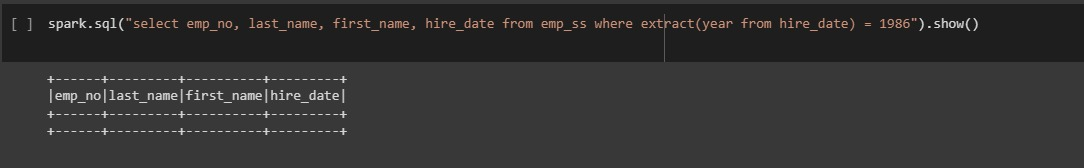 [ ] spark.sql("select emp_no, last_name, first_name, hire_date from emp_ss where extract(year from hire_date) = 1986").show()
+------+---------+----------+---------+
|emp_no|last_name|first_name|hire_date|
+------+---------+----------+---------+
+------+---------+----------+---------+